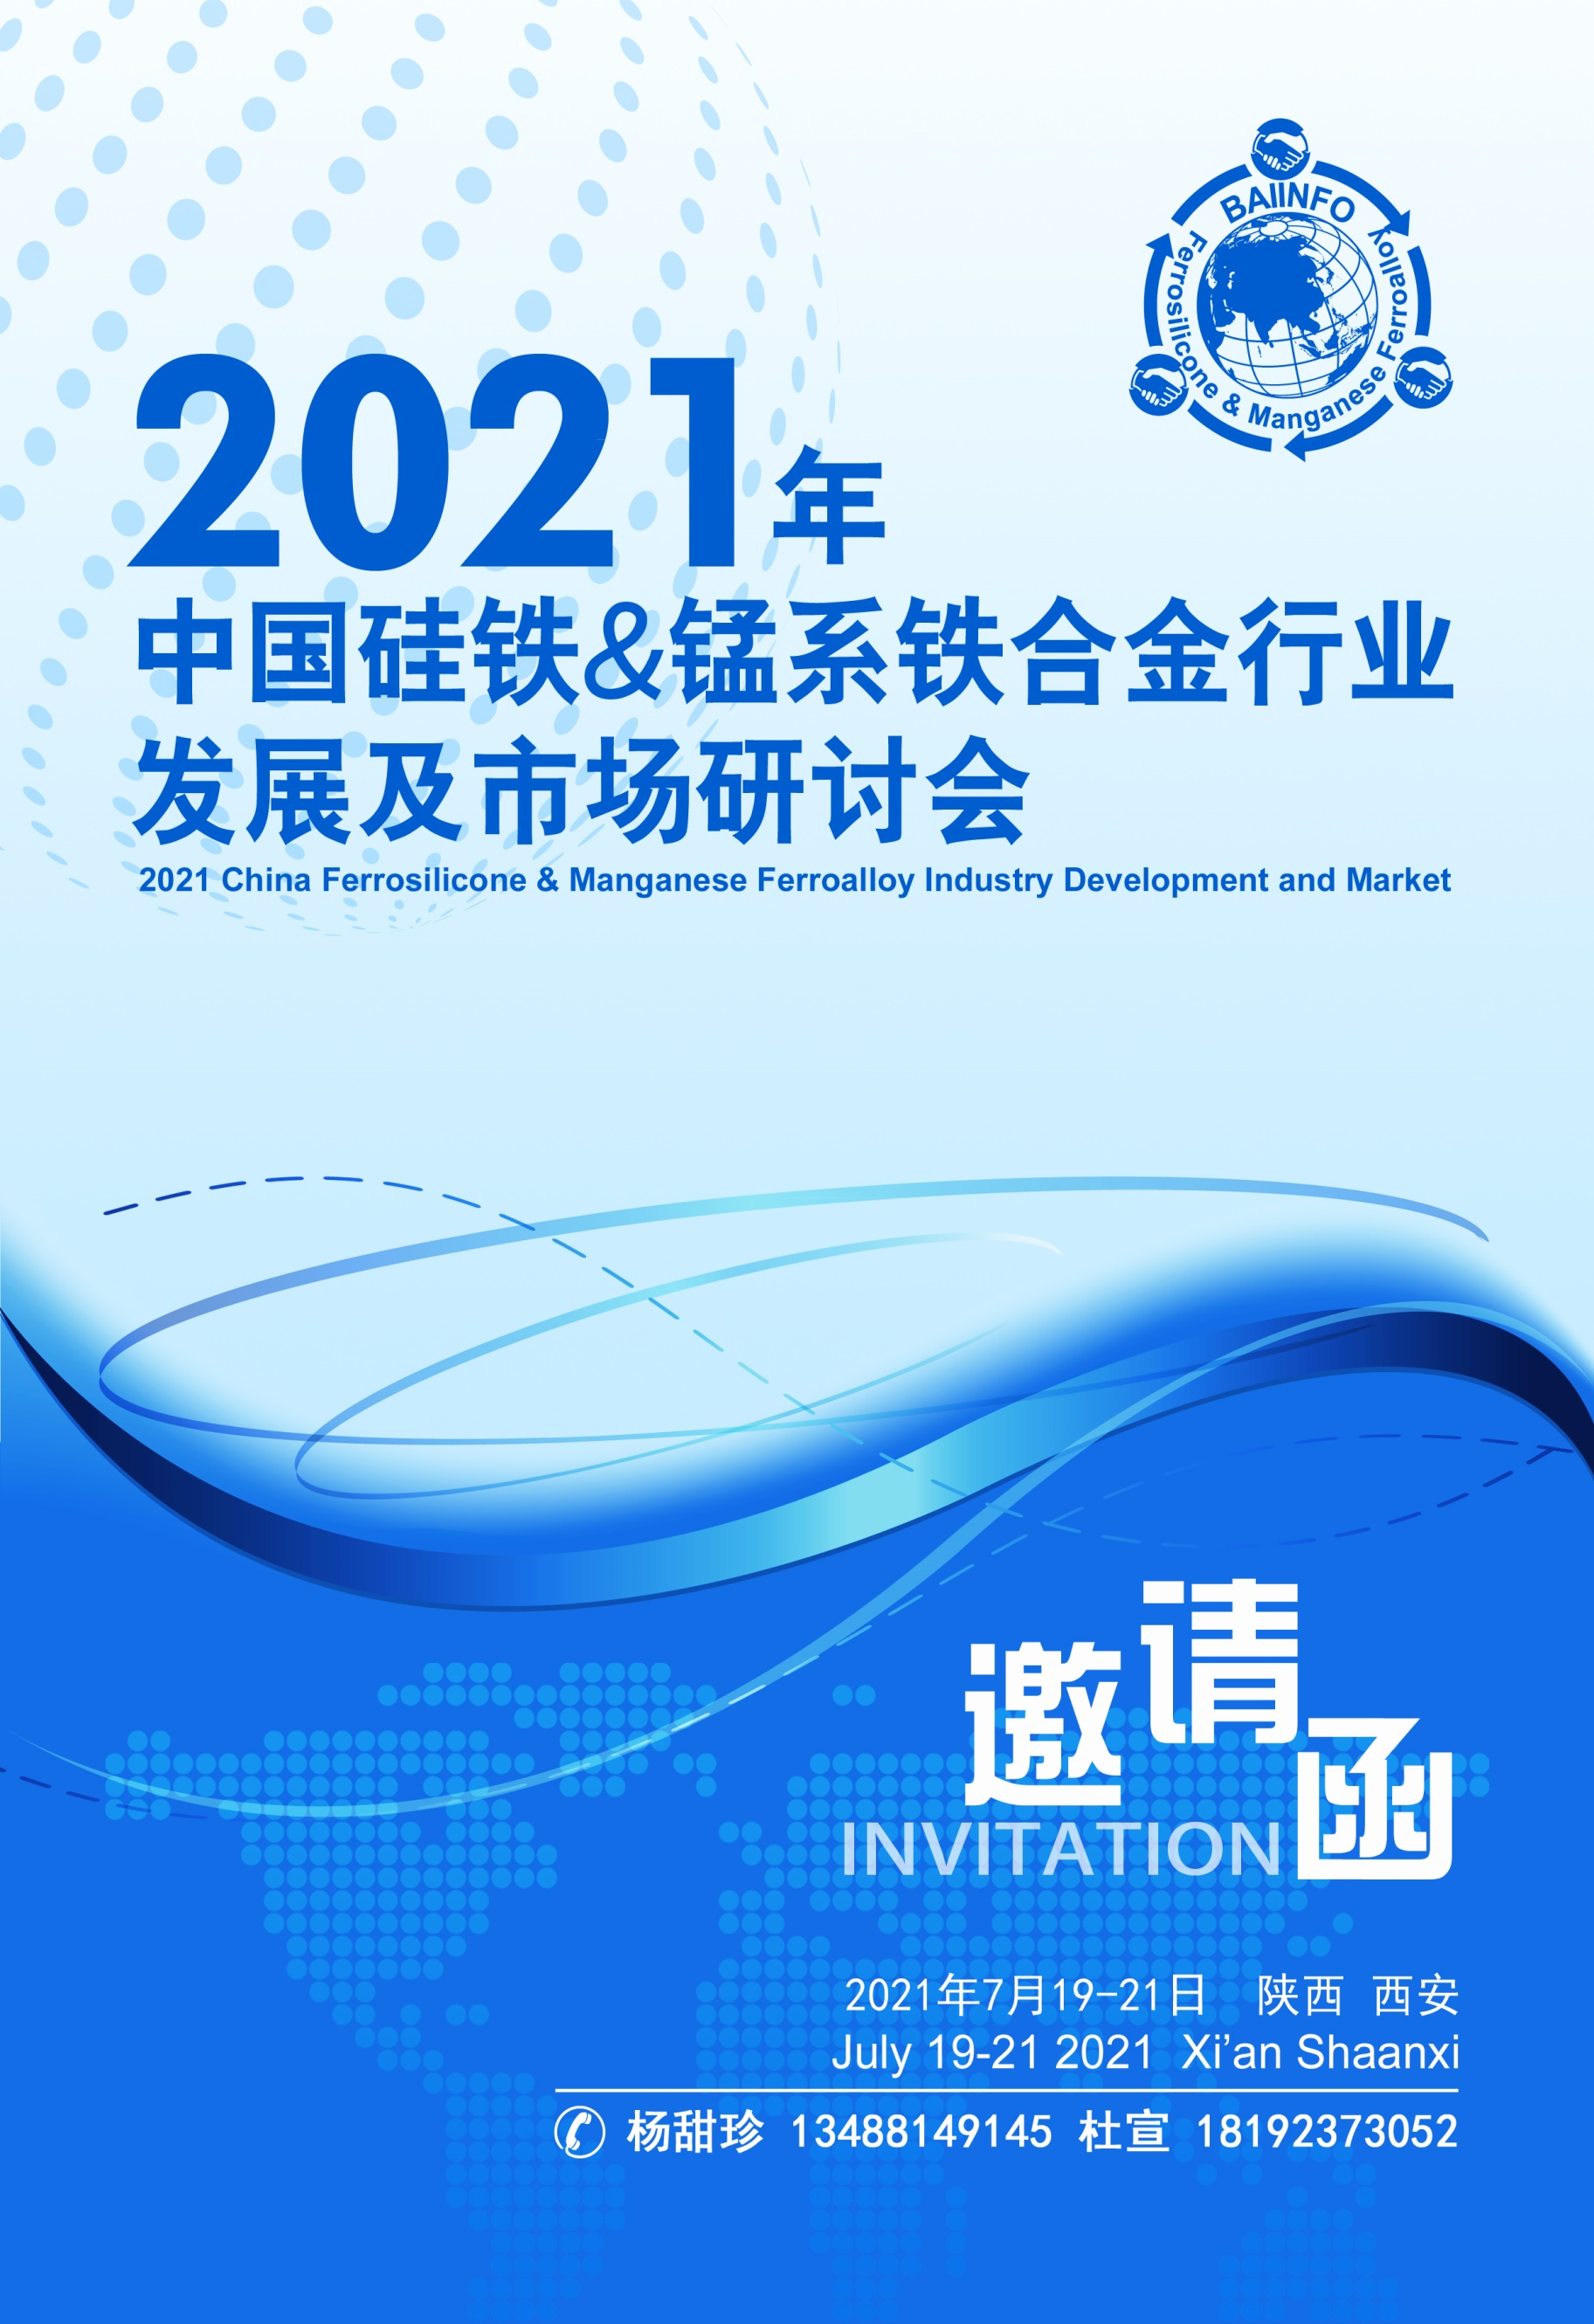 BAIINFO
Ferrosilicone & Manganese Ferroalloy
2021年
中国硅铁&锰系铁合金行业
发展及市场研讨会
2021 China Ferrosilicone & Manganese Ferroalloy Industry Development and Market
邀请函
INVITATION
2021年7月19-21日 陕西 西安
July 19-21 2021 Xi’an Shaanxi
杨甜珍 13488149145 杜宣 18192373052